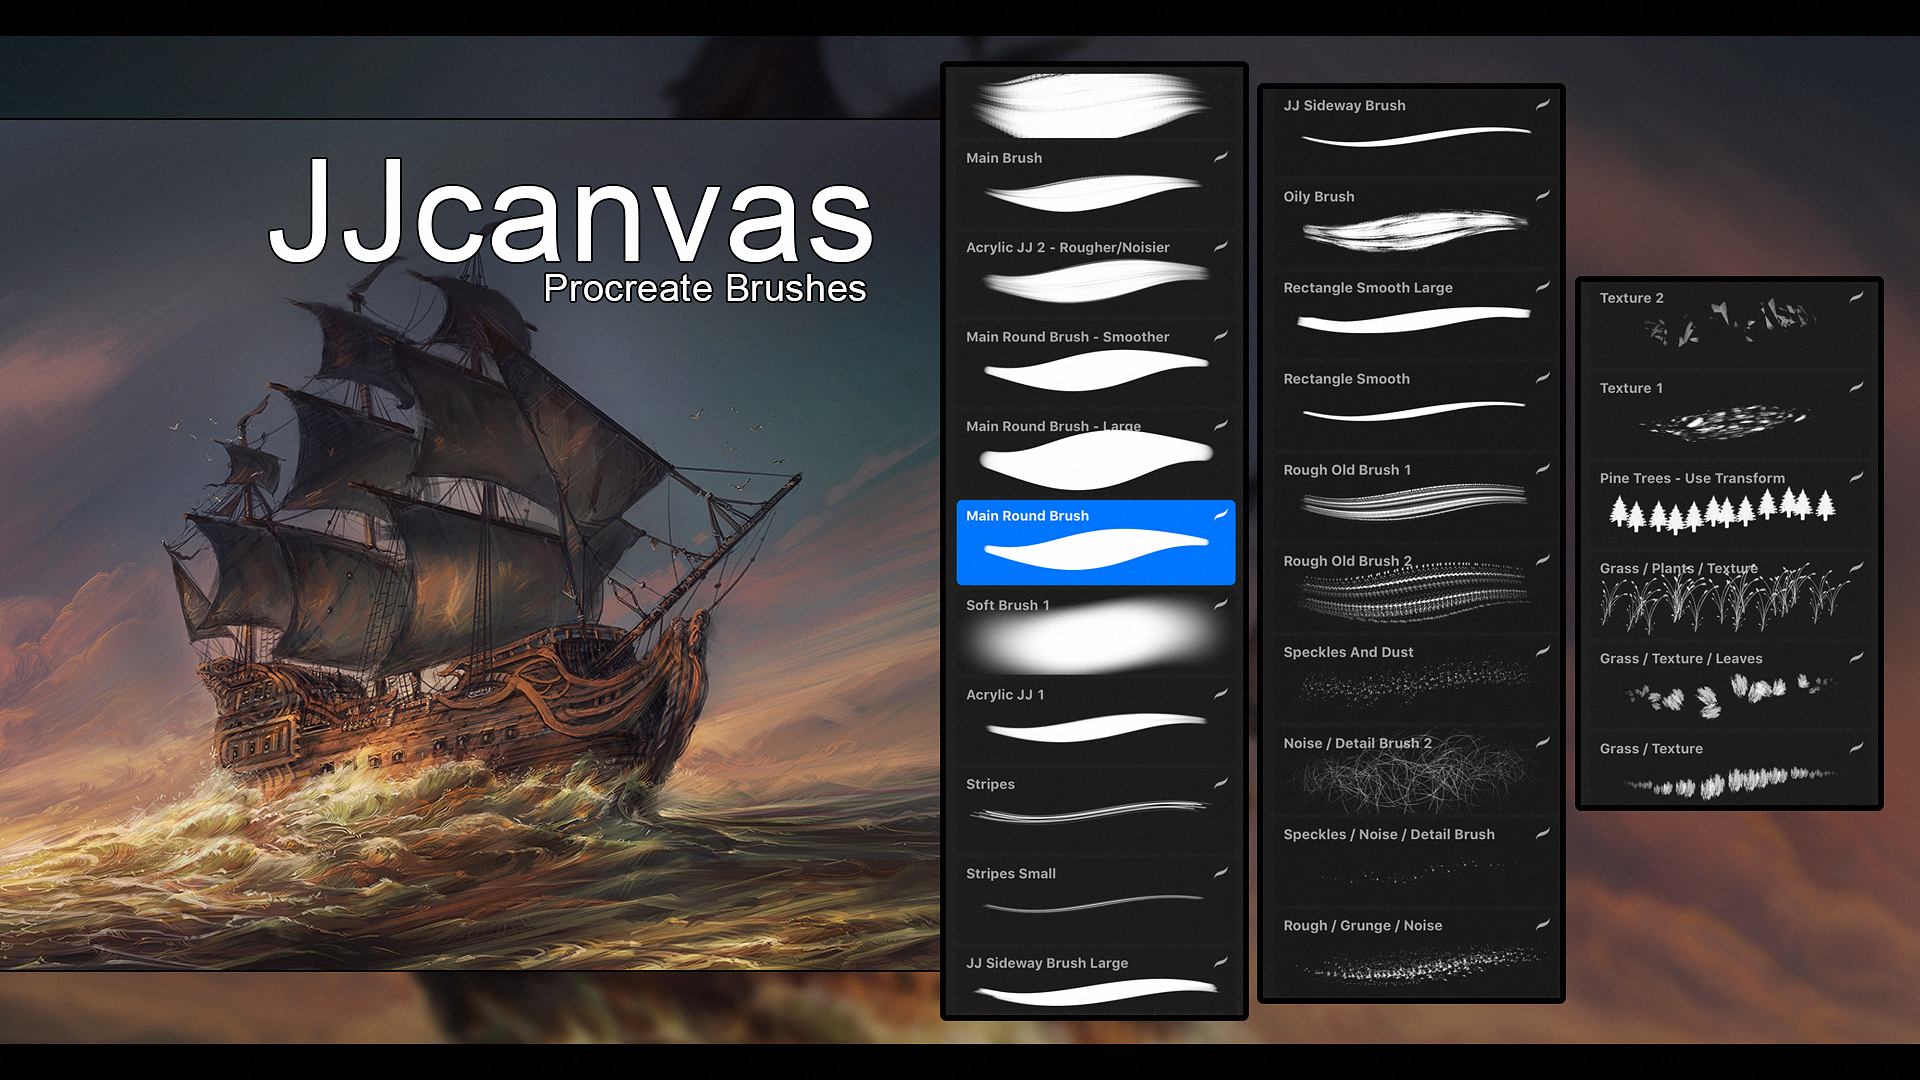 JJcanvas
Procreate Brushes
Main Brush
Acrylic JJ 2 - Rougher/Noisier
Main Round Brush - Smoother
Main Round Brush - Large
Main Round Brush
Soft Brush 1
Acrylic JJ 1
Stripes
Stripes Small
JJ Sideway Brush Large
JJ Sideway Brush
Oily Brush
Rectangle Smooth Large
Rectangle Smooth
Rough Old Brush 1
Rough Old Brush 2
Speckles And Dust
Noise / Detail Brush 2
Speckles / Noise / Detail Brush
Rough / Grunge / Noise
Texture 2
Texture 1
Pine Trees - Use Transform
Grass / Plants / Texture
Grass / Texture / Leaves
Grass / Texture